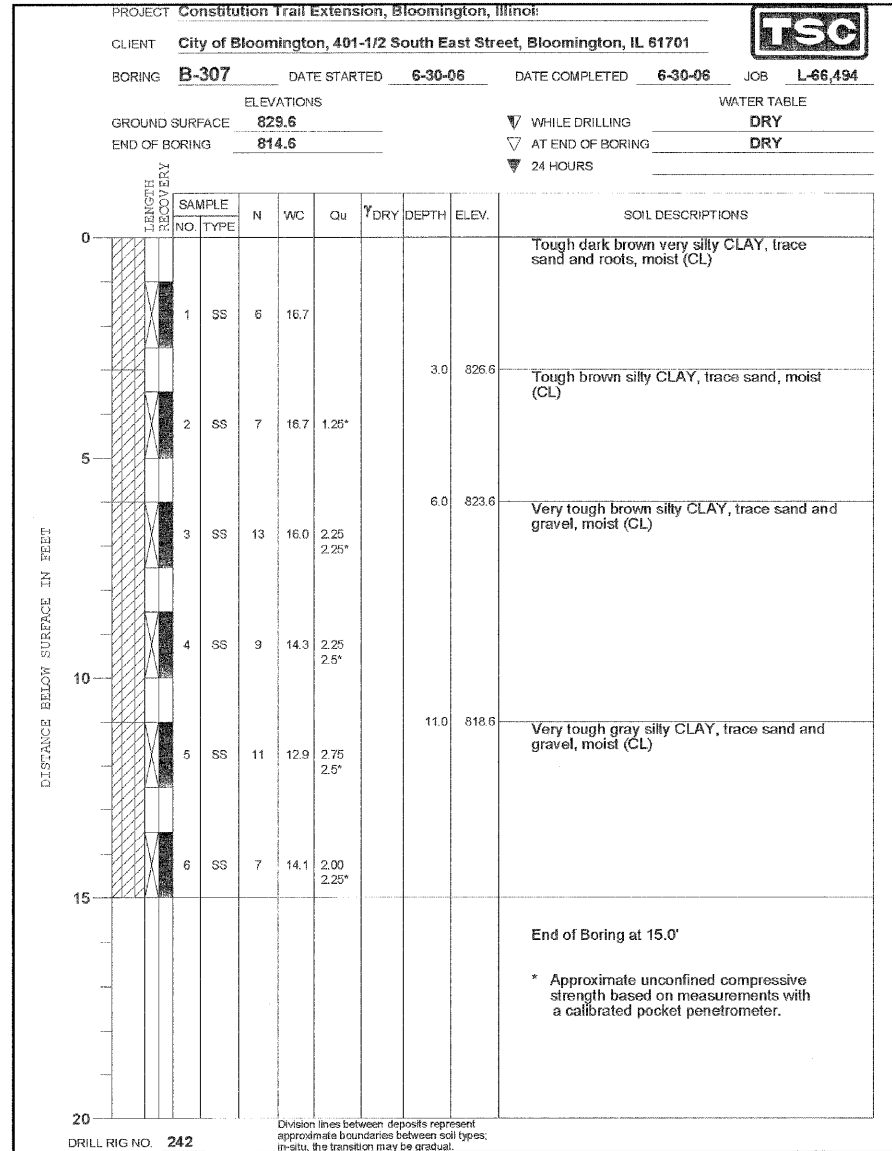 PROJECT Constitution Trail Extension, Bloomington, Illinoi
TSC
CLIENT City of Bloomington, 401-1/2 South East Street, Bloomington, IL 61701
BORING B-307 DATE STARTED 6-30-06 DATE COMPLETED 6-30-06 JOB L-66,494
ELEVATIONS WATER TABLE
GROUND SURFACE 829.6 WHILE DRILLING DRY
END OF BORING 814.6 AT END OF BORING DRY
24 HOURS
LENGTH
RECOVERY
SAMPLE
NO. TYPE N WC Qu γDRY DEPTH ELEV. SOIL DESCRIPTIONS
0
Tough dark brown very silty CLAY, trace
sand and roots, moist (CL)
1 SS 6 16.7
3.0 826.6
Tough brown silty CLAY, trace sand, moist
(CL)
2 SS 7 16.7 1.25*
5
6.0 823.6
Very tough brown silty CLAY, trace sand and
gravel, moist (CL)
3 SS 13 16.0 2.25
2.25*
4 SS 9 14.3 2.25
2.5*
10
11.0 818.6
Very tough gray silty CLAY, trace sand and
gravel, moist (CL)
5 SS 11 12.9 2.75
2.5*
6 SS 7 14.1 2.00
2.25*
15
End of Boring at 15.0'
* Approximate unconfined compressive
strength based on measurements with
a calibrated pocket penetrometer.
20
DISTANCE BELOW SURFACE IN FEET
DRILL RIG NO. 242
Division lines between deposits represent
approximate boundaries between soil types;
in-situ, the transition may be gradual.